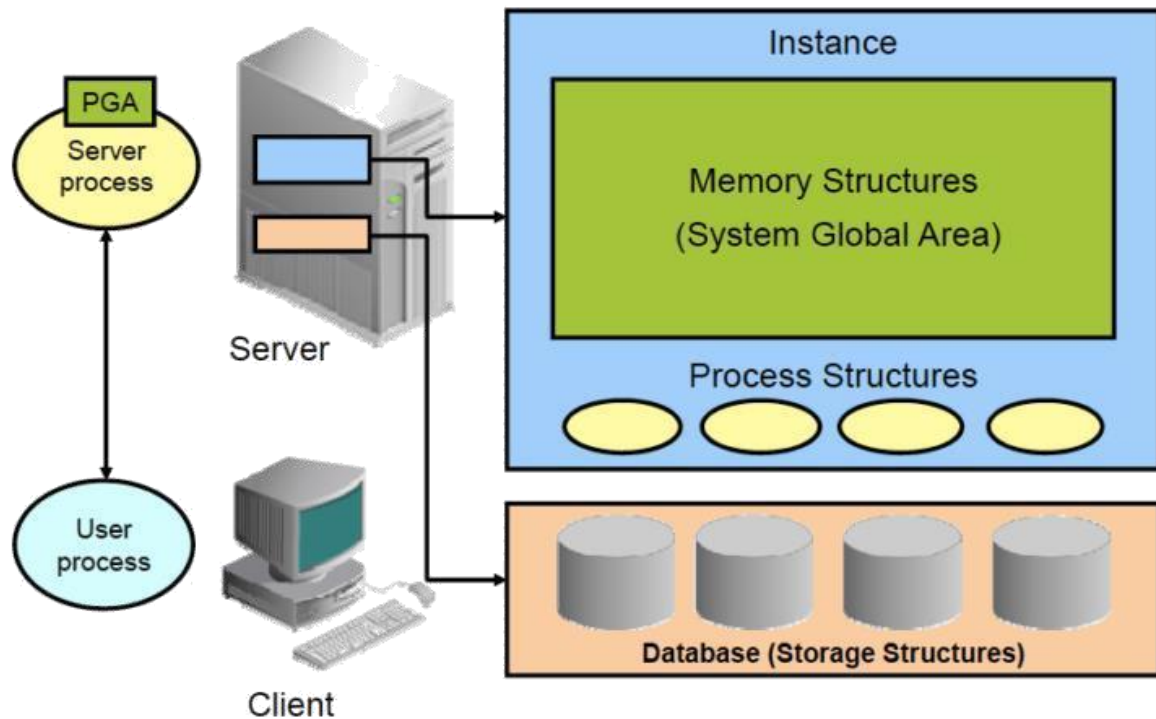 Instance
PGA
Server
process
Memory Structures
(System Global Area)
Server
Process Structures
User
process
Database (Storage Structures)
Client